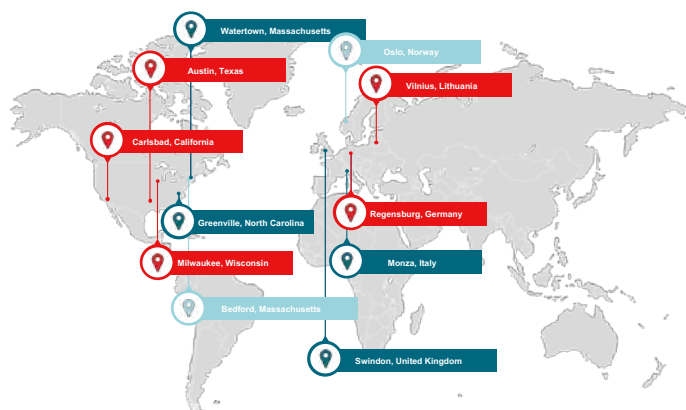 Watertown, Massachusetts
Oslo, Norway
Austin, Texas
Vilnius, Lithuania
Carlsbad, California
Greenville, North Carolina
Regensburg, Germany
Milwaukee, Wisconsin
Monza, Italy
Bedford, Massachusetts
Swindon, United Kingdom